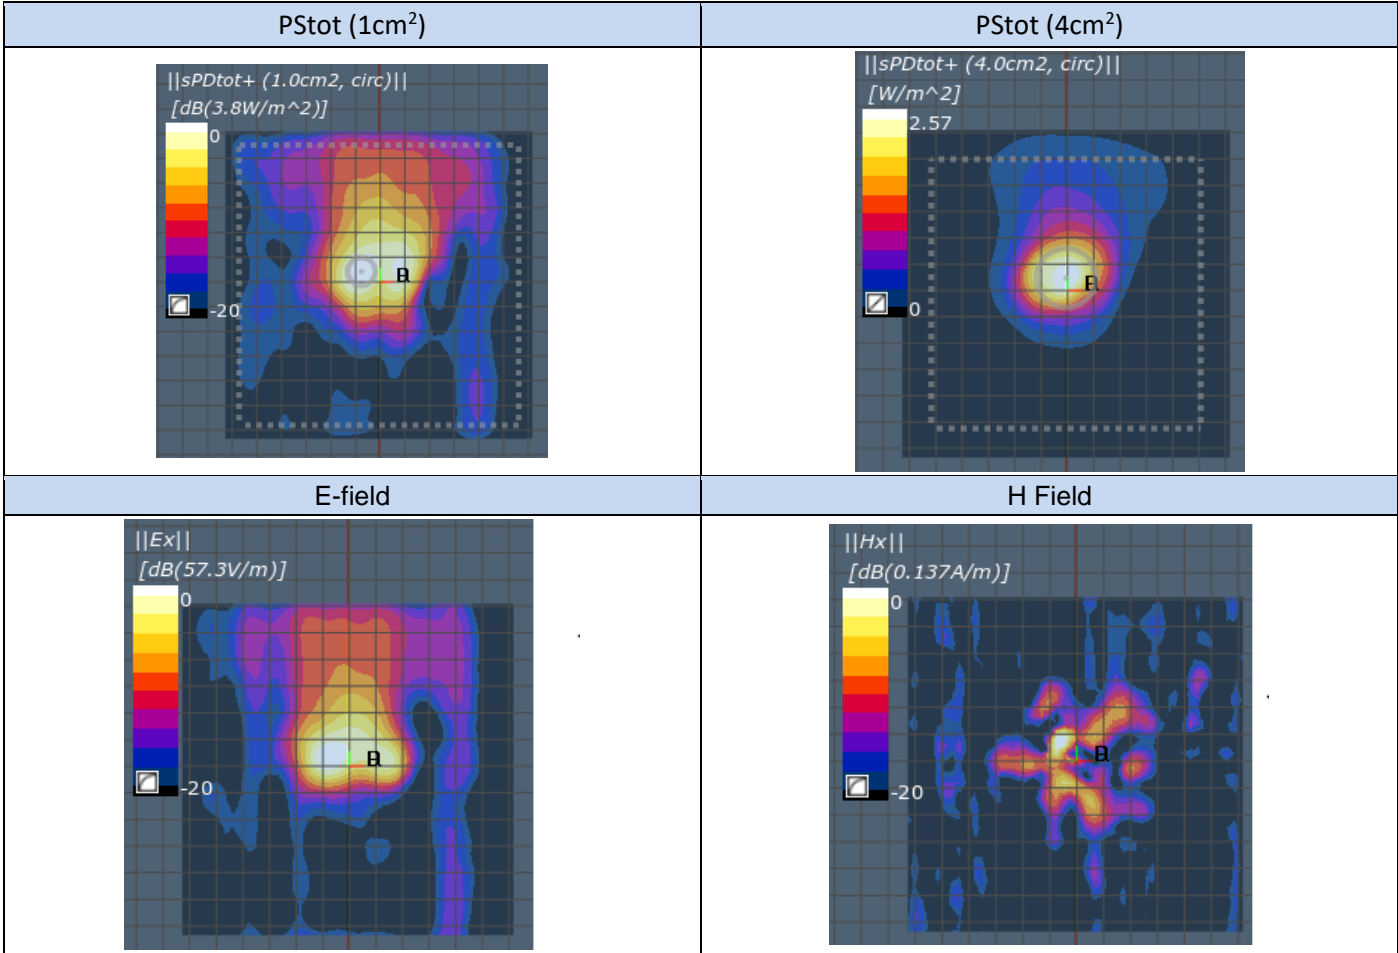 PStot (1cm²)
PStot (4cm²)
||sPDtot+ (1.0cm2, circ)||
[dB(3.8W/m^2)]
0
-20
||sPDtot+ (4.0cm2, circ)||
[W/m^2]
2.57
0
E-field
H Field
||Ex||
[dB(57.3V/m)]
0
-20
||Hx||
[dB(0.137A/m)]
0
-20